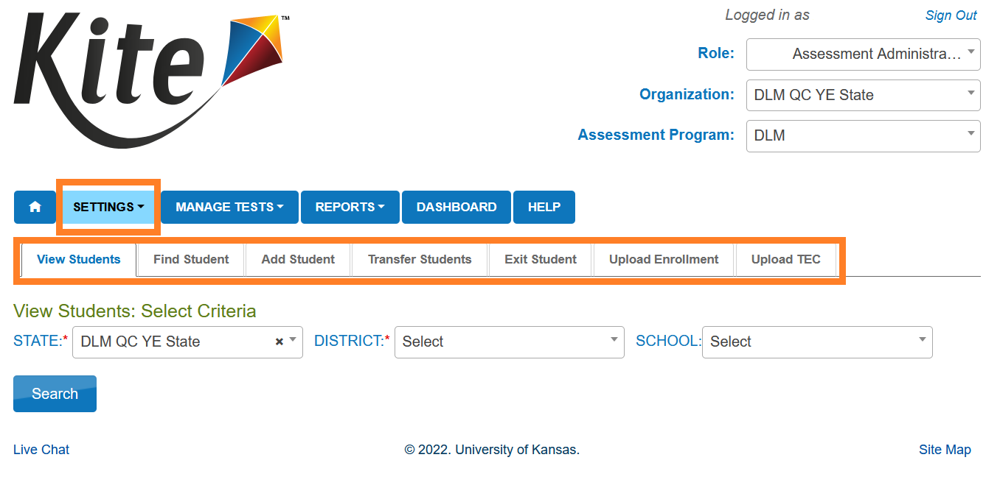 Kite™
Logged in as Sign Out
Role: Assessment Administra...
Organization: DLM QC YE State
Assessment Program: DLM
SETTINGS MANAGE TESTS REPORTS DASHBOARD HELP
View Students Find Student Add Student Transfer Students Exit Student Upload Enrollment Upload TEC
View Students: Select Criteria
STATE:* DLM QC YE State × DISTRICT:* Select SCHOOL: Select
Search
Live Chat © 2022. University of Kansas. Site Map